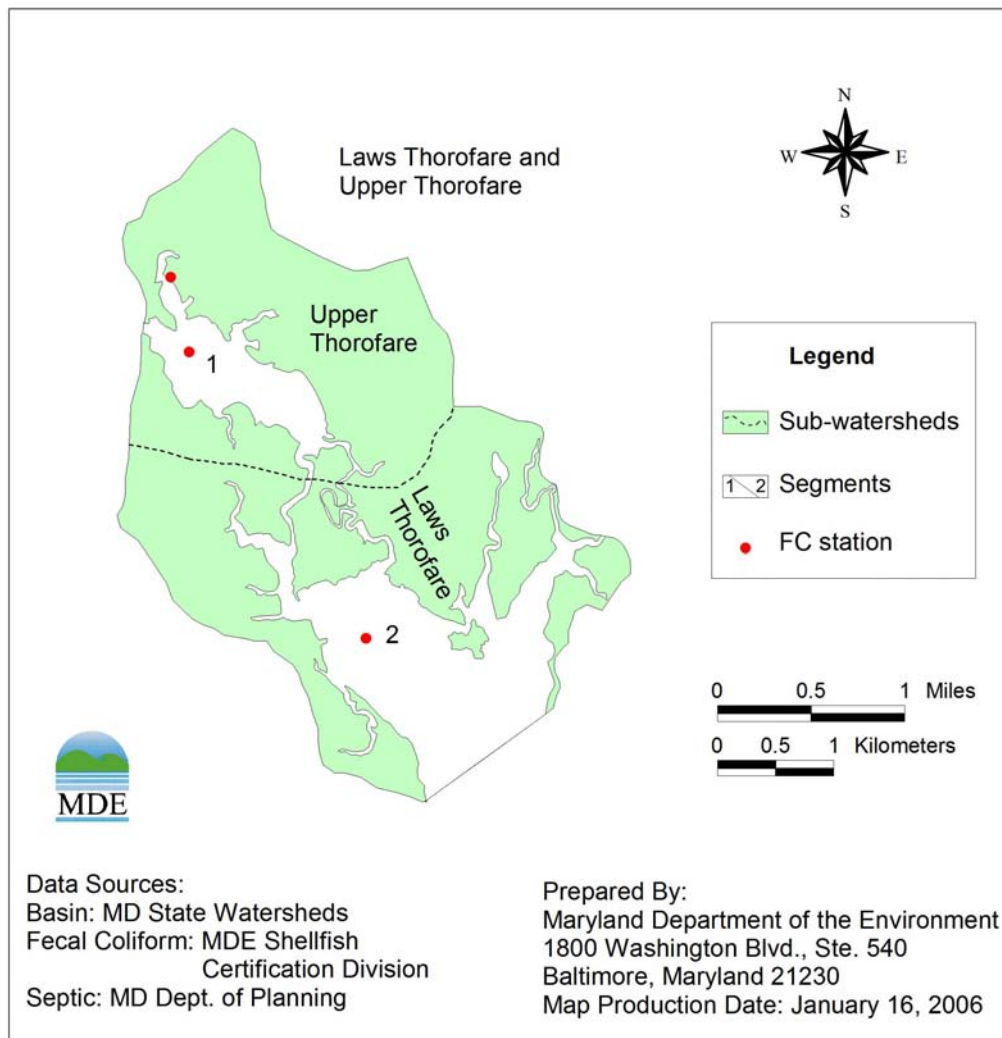 Laws Thorofare and
Upper Thorofare
N
W
E
S
Upper
Thorofare
1
Laws
Thorofare
2
Legend
Sub-watersheds
1 2 Segments
FC station
0 0.5 1 Miles
0 0.5 1 Kilometers
MDE
Data Sources:
Basin: MD State Watersheds
Fecal Coliform: MDE Shellfish
Certification Division
Septic: MD Dept. of Planning
Prepared By:
Maryland Department of the Environment
1800 Washington Blvd., Ste. 540
Baltimore, Maryland 21230
Map Production Date: January 16, 2006